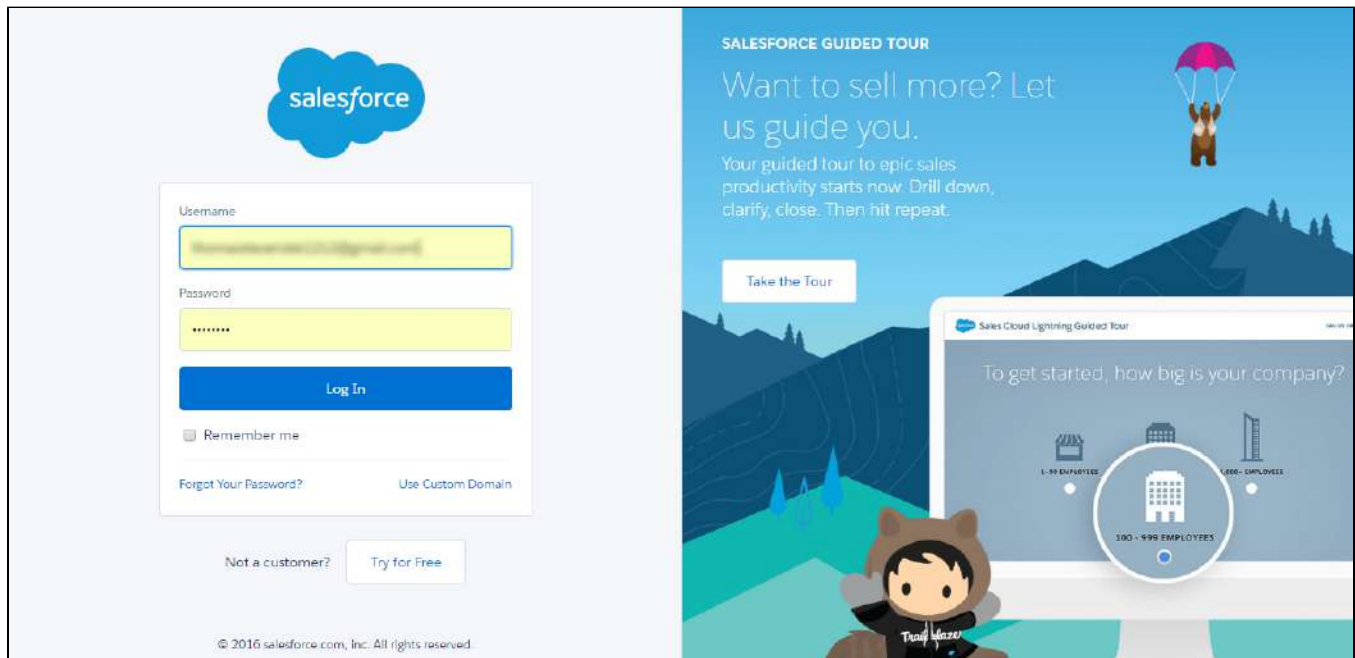 salesforce
Username
Password
........
Log In
Remember me
Forgot Your Password?
Use Custom Domain
Not a customer?
Try for Free
© 2016 salesforce.com, inc. All rights reserved.
SALESFORCE GUIDED TOUR
Want to sell more? Let
us guide you.
Your guided tour to epic sales
productivity starts now. Drill down,
clarify, close. Then hit repeat.
Take the Tour
Sales Cloud Lightning Guided Tour
To get started, how big is your company?
1-99 EMPLOYEES
EMPLOYEES
100 - 999 EMPLOYEES